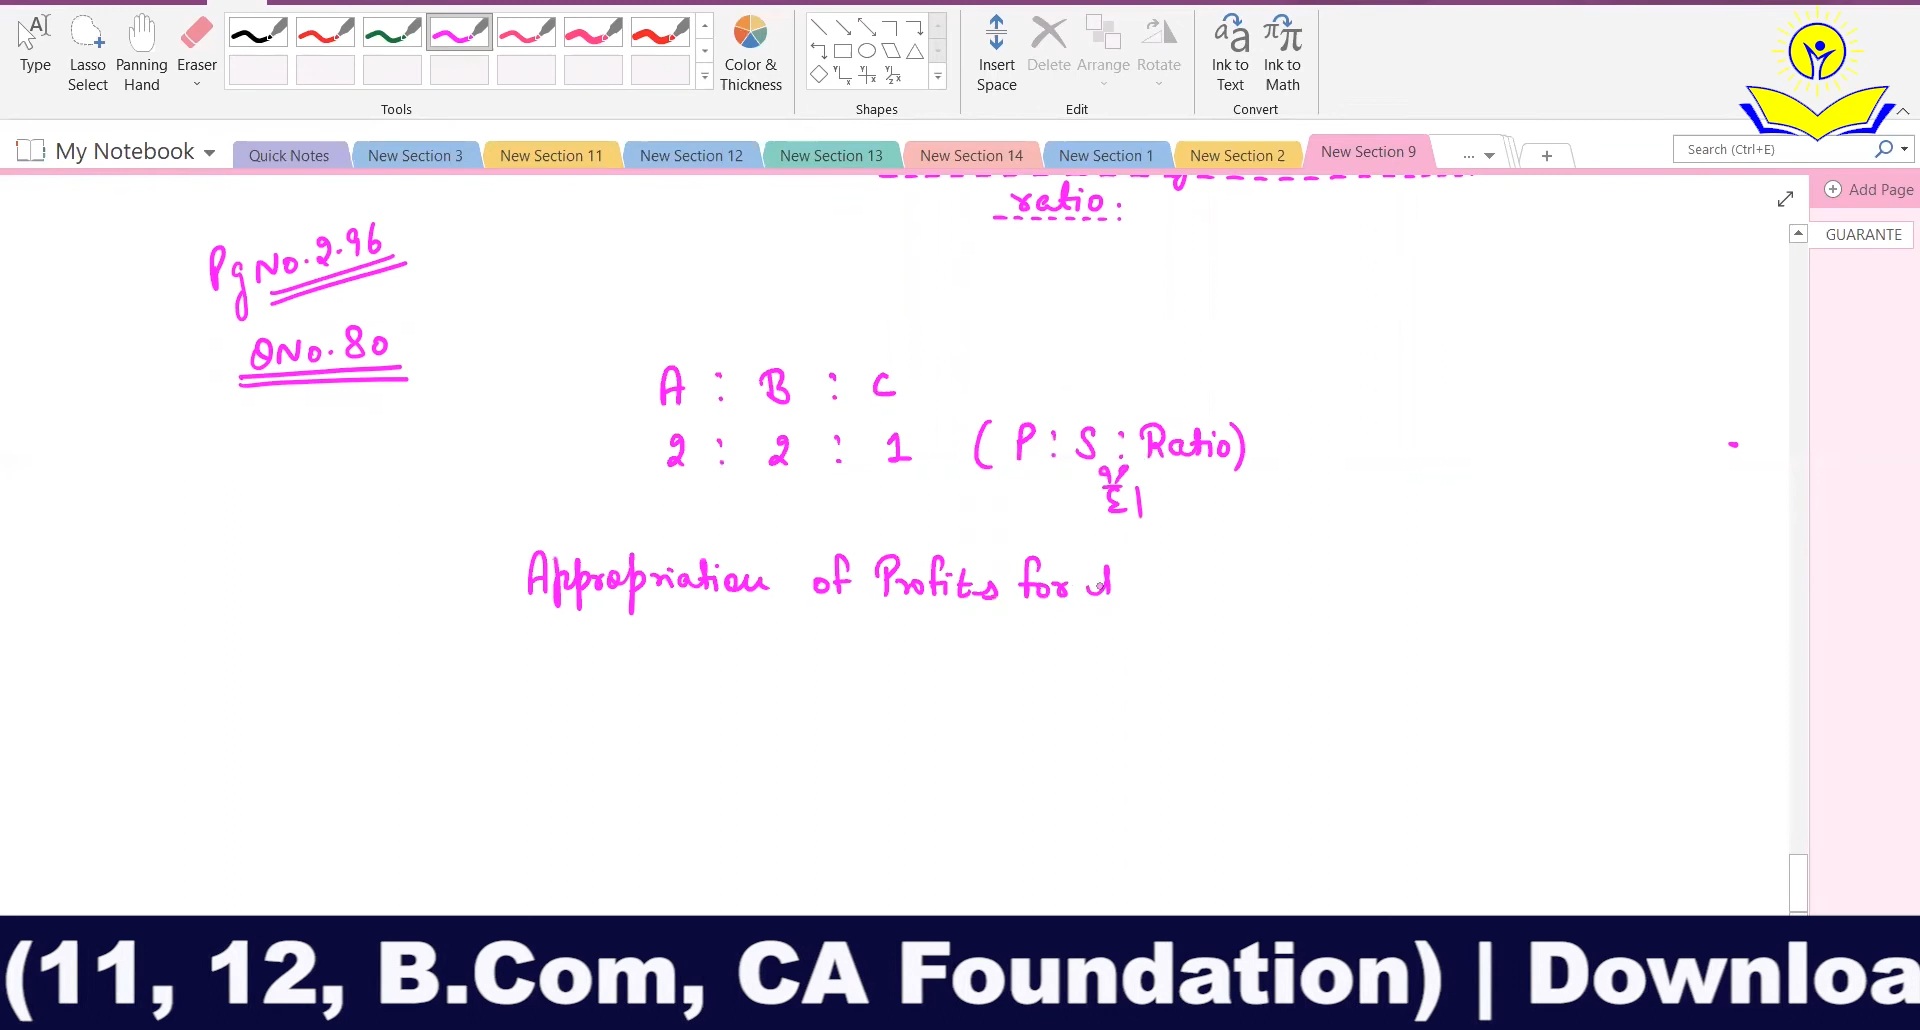 Type
Lasso Select
Panning Hand
Eraser
Tools
Color & Thickness
Shapes
Insert Space
Delete
Arrange
Rotate
Edit
Ink to Text
Ink to Math
Convert
My Notebook
Quick Notes
New Section 3
New Section 11
New Section 12
New Section 13
New Section 14
New Section 1
New Section 2
New Section 9
...
Search (Ctrl+E)
Add Page
GUARANTE
ratio.
Pg No. 2.96
QNo. 80
A : B : C
2 : 2 : 1 (P : S : Ratio)
Appropriation of Profits for
(11, 12, B.Com, CA Foundation) | Downloa